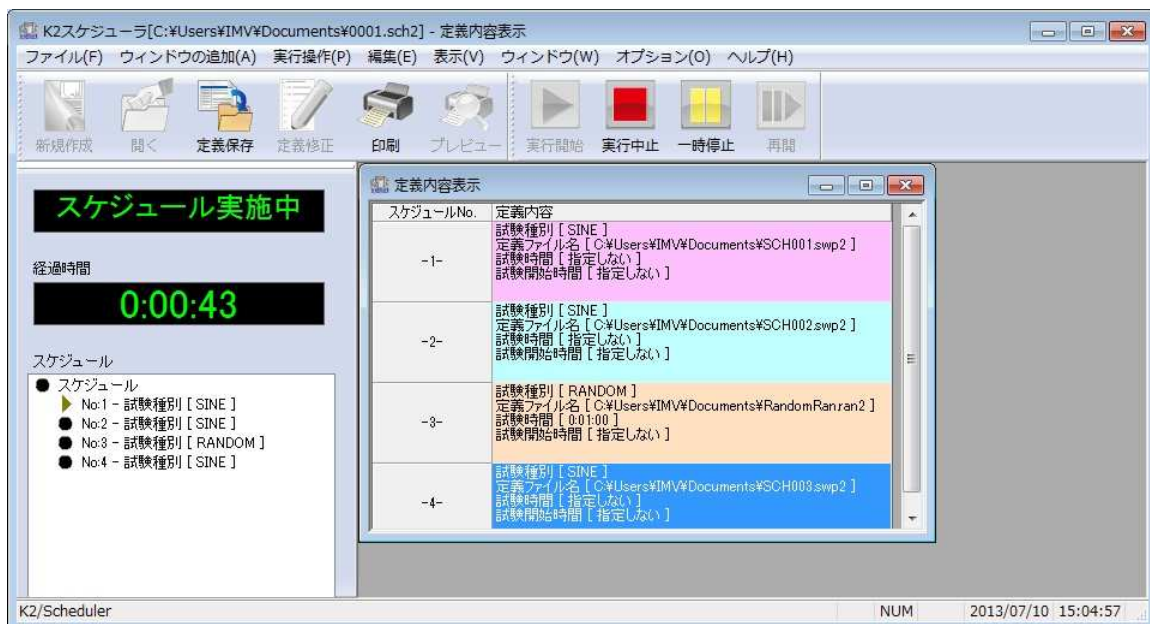 K2スケジューラ[C:¥Users¥IMV¥Documents¥0001.sch2] - 定義内容表示
ファイル(F) ウィンドウの追加(A) 実行操作(P) 編集(E) 表示(V) ウィンドウ(W) オプション(O) ヘルプ(H)
新規作成 開く 定義保存 定義修正 印刷 プレビュー 実行開始 実行中止 一時停止 再開
スケジュール実施中
経過時間
0:00:43
スケジュール
スケジュール
No:1 - 試験種別 [ SINE ]
No:2 - 試験種別 [ SINE ]
No:3 - 試験種別 [ RANDOM ]
No:4 - 試験種別 [ SINE ]
定義内容表示
スケジュールNo. 定義内容
-1-
試験種別 [ SINE ]
定義ファイル名 [ C:¥Users¥IMV¥Documents¥SCH001.swp2 ]
試験時間 [ 指定しない ]
試験開始時間 [ 指定しない ]
-2-
試験種別 [ SINE ]
定義ファイル名 [ C:¥Users¥IMV¥Documents¥SCH002.swp2 ]
試験時間 [ 指定しない ]
試験開始時間 [ 指定しない ]
-3-
試験種別 [ RANDOM ]
定義ファイル名 [ C:¥Users¥IMV¥Documents¥RandomRan.ran2 ]
試験時間 [ 0:01:00 ]
試験開始時間 [ 指定しない ]
-4-
試験種別 [ SINE ]
定義ファイル名 [ C:¥Users¥IMV¥Documents¥SCH003.swp2 ]
試験時間 [ 指定しない ]
試験開始時間 [ 指定しない ]
K2/Scheduler NUM 2013/07/10 15:04:57